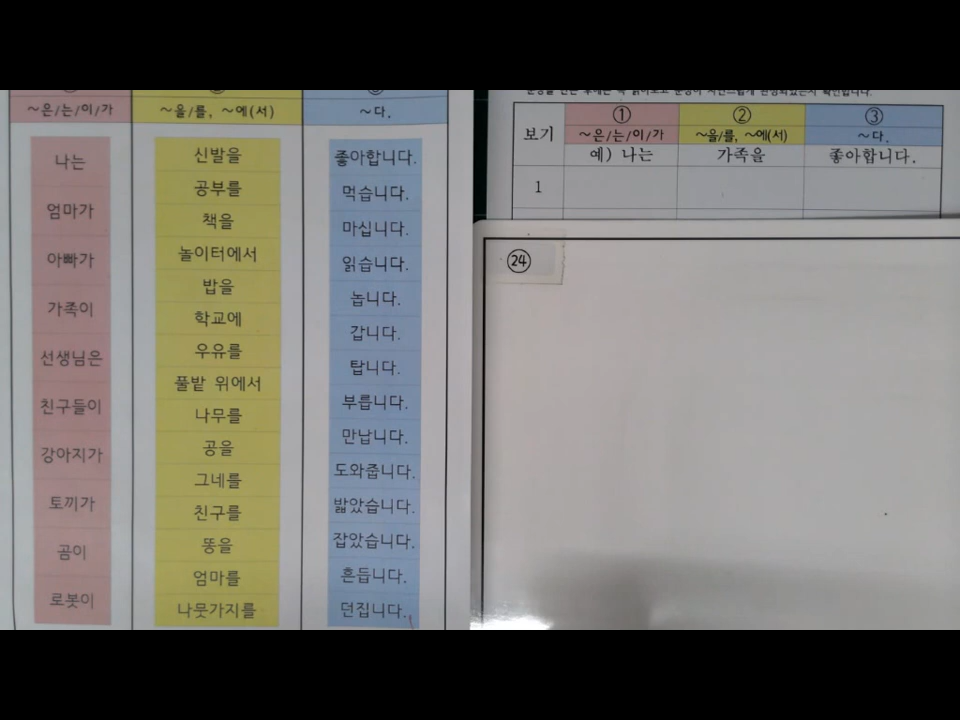 ~은/는/이/가
나는
엄마가
아빠가
가족이
선생님은
친구들이
강아지가
토끼가
곰이
로봇이
~을/를, ~에(서)
신발을
공부를
책을
놀이터에서
밥을
학교에
우유를
풀밭 위에서
나무를
공을
그네를
친구를
똥을
엄마를
나뭇가지를
~다.
좋아합니다.
먹습니다.
마십니다.
읽습니다.
놉니다.
갑니다.
탑니다.
부릅니다.
만납니다.
도와줍니다.
밟았습니다.
잡았습니다.
흔듭니다.
던집니다.
보기 ① ② ③
~은/는/이/가 ~을/를, ~에(서) ~다.
예) 나는 가족을 좋아합니다.
1
24